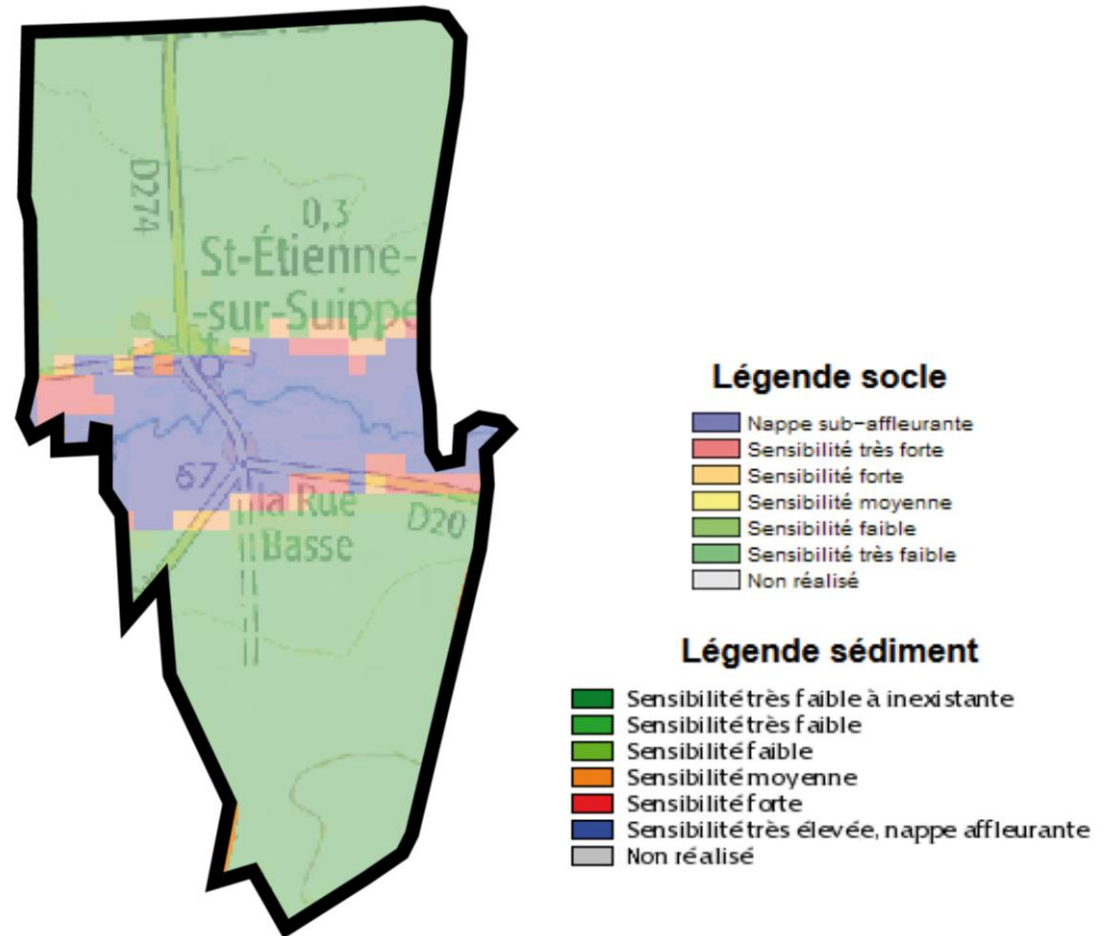 D274
0,3
St-Étienne-
-sur-Suippe
67
la Rue
Basse
D20
Légende socle
Nappe sub-affleurante
Sensibilité très forte
Sensibilité forte
Sensibilité moyenne
Sensibilité faible
Sensibilité très faible
Non réalisé
Légende sédiment
Sensibilité très faible à inexistante
Sensibilité très faible
Sensibilité faible
Sensibilité moyenne
Sensibilité forte
Sensibilité très élevée, nappe affleurante
Non réalisé